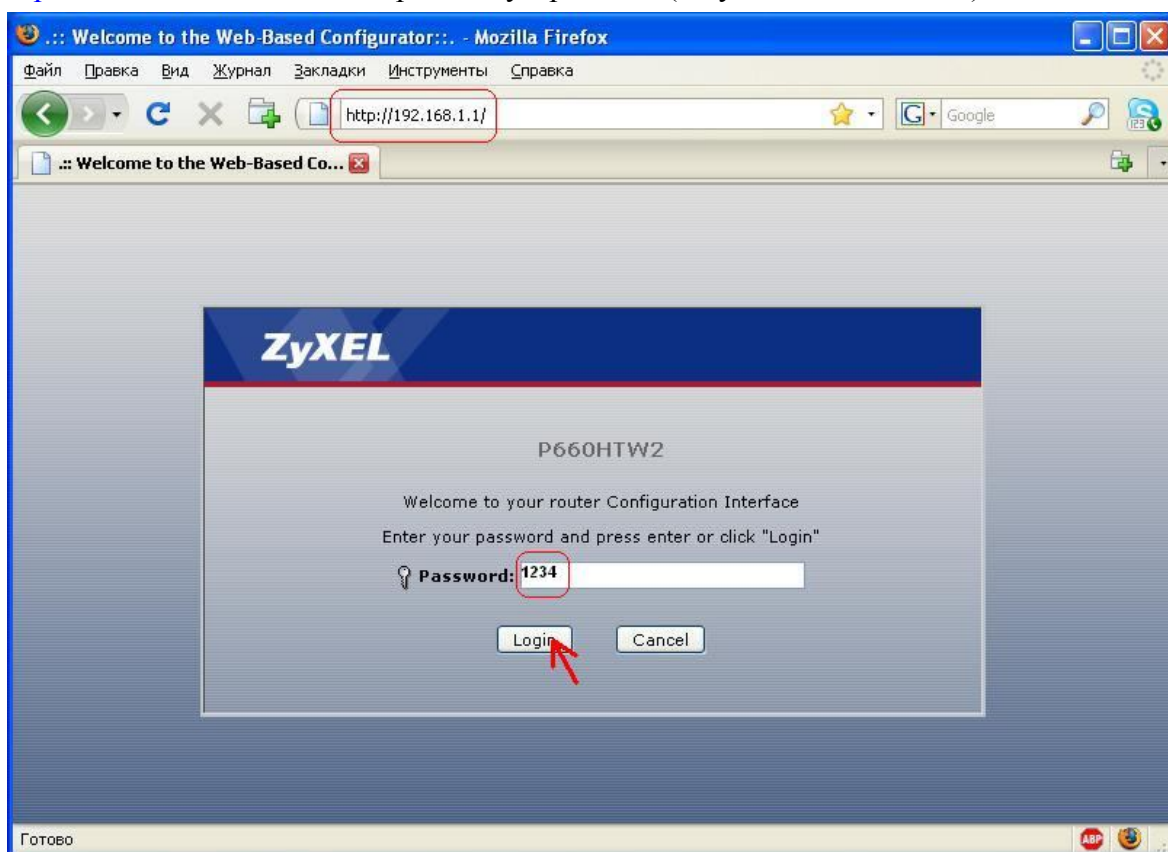 .:: Welcome to the Web-Based Configurator::. - Mozilla Firefox
Файл Правка Вид Журнал Закладки Инструменты Справка
http://192.168.1.1/ G Google 123
.:: Welcome to the Web-Based Co...
ZyXEL
P660HTW2
Welcome to your router Configuration Interface
Enter your password and press enter or click "Login"
Password: 1234
Login Cancel
Готово ABP